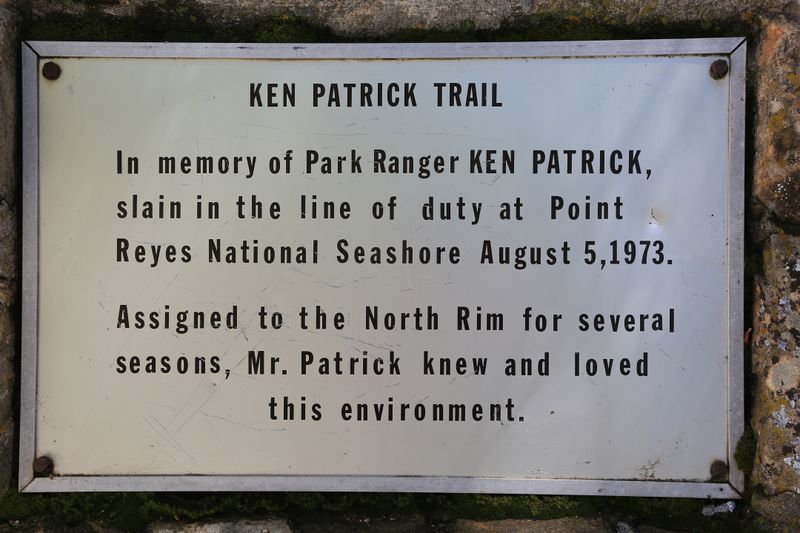 KEN PATRICK TRAIL
In memory of Park Ranger KEN PATRICK,
slain in the line of duty at Point
Reyes National Seashore August 5,1973.
Assigned to the North Rim for several
seasons, Mr. Patrick knew and loved
this environment.